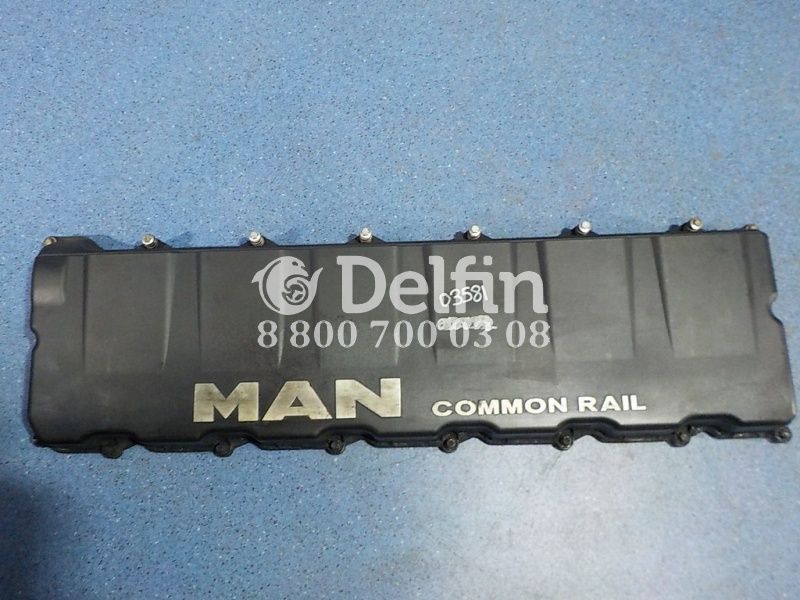 Delfin
03581
8 800 700 03 08
MAN COMMON RAIL